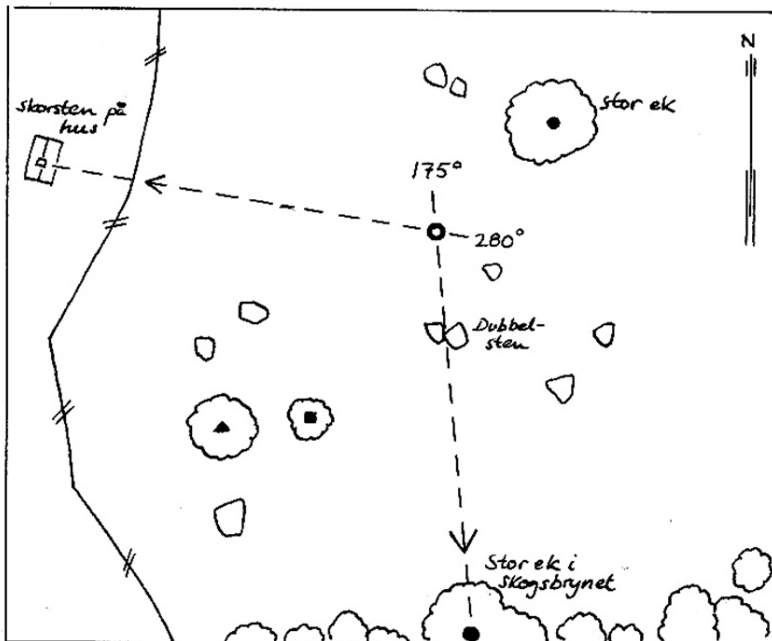 N
skorsten på
hus
stor ek
175°
280°
Dubbel-
sten
Stor ek i
skogsbrynet